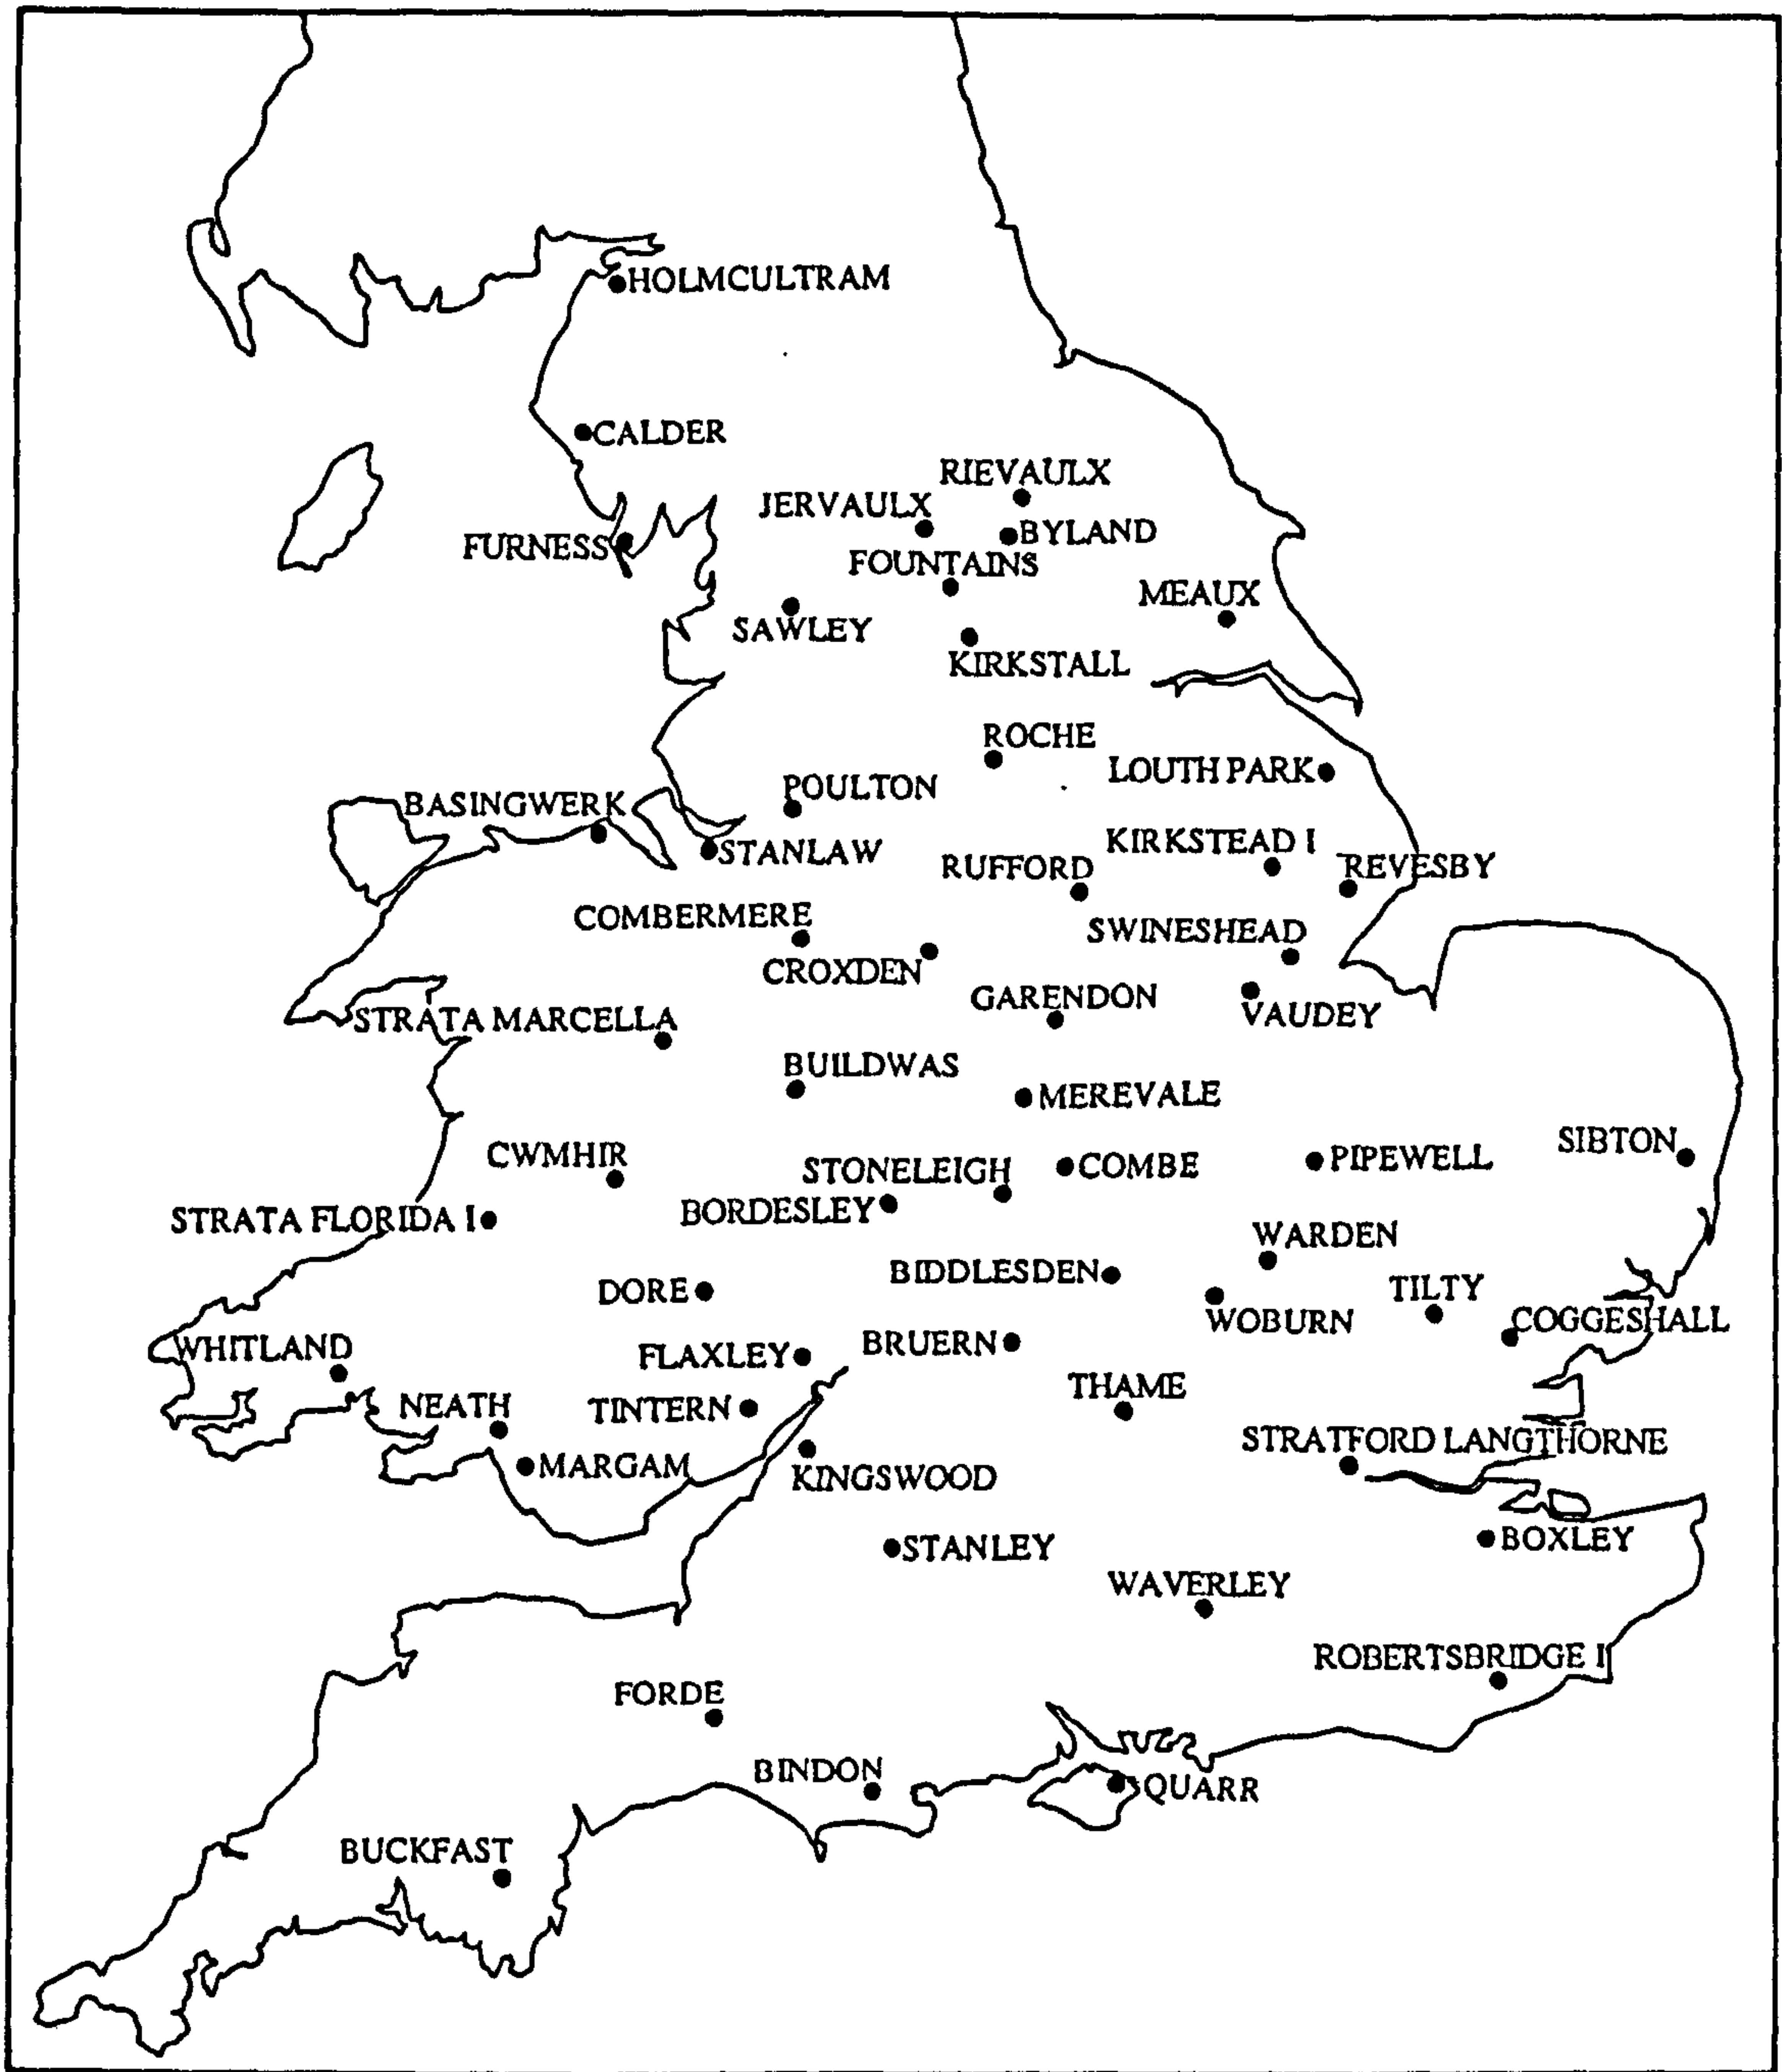 HOLMCULTRAM
CALDER
RIEVAULX
JERVAULX
BYLAND
FURNESS
FOUNTAINS
MEAUX
SAWLEY
KIRKSTALL
ROCHE
LOUTH PARK
POULTON
BASINGWERK
STANLAW
KIRKSTEAD I
RUFFORD
REVESBY
COMBERMERE
SWINESHEAD
CROXDEN
GARENDON
VAUDEY
STRATA MARCELLA
BUILDWAS
MEREVALE
SIBTON
CWMHIR
STONELEIGH
COMBE
PIPEWELL
BORDESLEY
STRATA FLORIDA I
WARDEN
BIDDLESDEN
DORE
TILTY
WOBURN
COGGESHALL
WHITLAND
FLAXLEY
BRUERN
THAME
NEATH
TINTERN
STRATFORD LANGTHORNE
MARGAM
KINGSWOOD
STANLEY
BOXLEY
WAVERLEY
ROBERTSBRIDGE I
FORDE
BINDON
QUARR
BUCKFAST